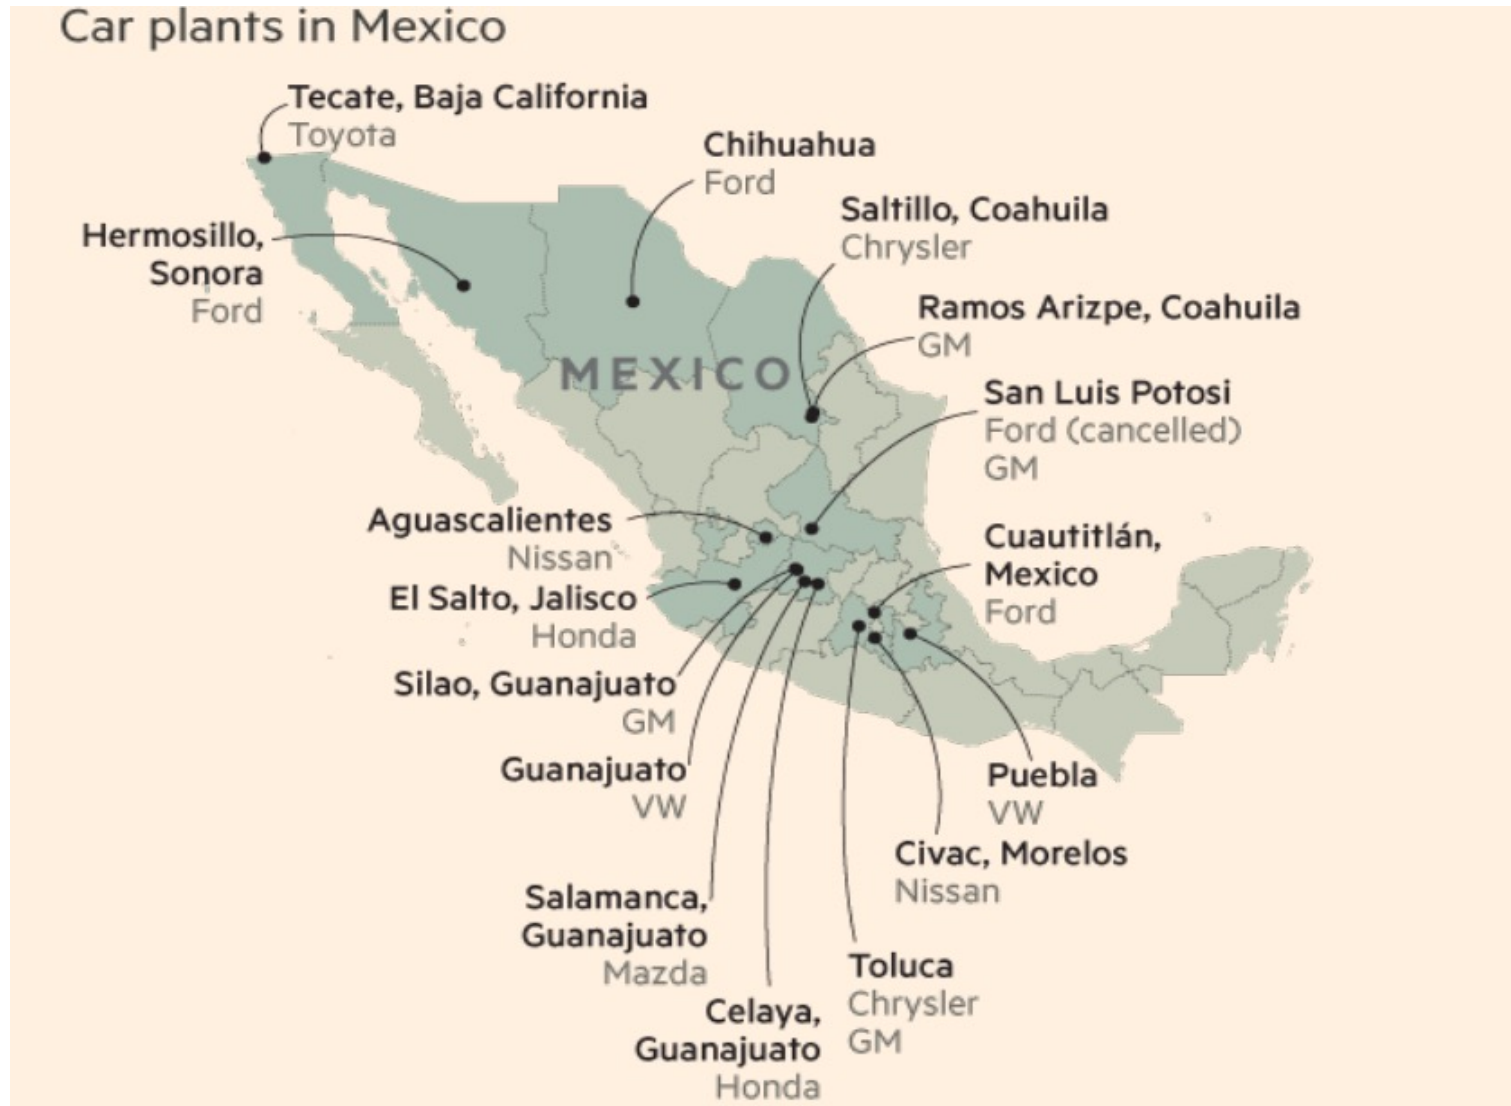 Car plants in Mexico
Tecate, Baja California
Toyota
Chihuahua
Ford
Saltillo, Coahuila
Chrysler
Hermosillo,
Sonora
Ford
Ramos Arizpe, Coahuila
GM
MEXICO
San Luis Potosi
Ford (cancelled)
GM
Aguascalientes
Nissan
Cuautitlán,
Mexico
Ford
El Salto, Jalisco
Honda
Silao, Guanajuato
GM
Guanajuato
VW
Puebla
VW
Civac, Morelos
Nissan
Salamanca,
Guanajuato
Mazda
Toluca
Chrysler
GM
Celaya,
Guanajuato
Honda